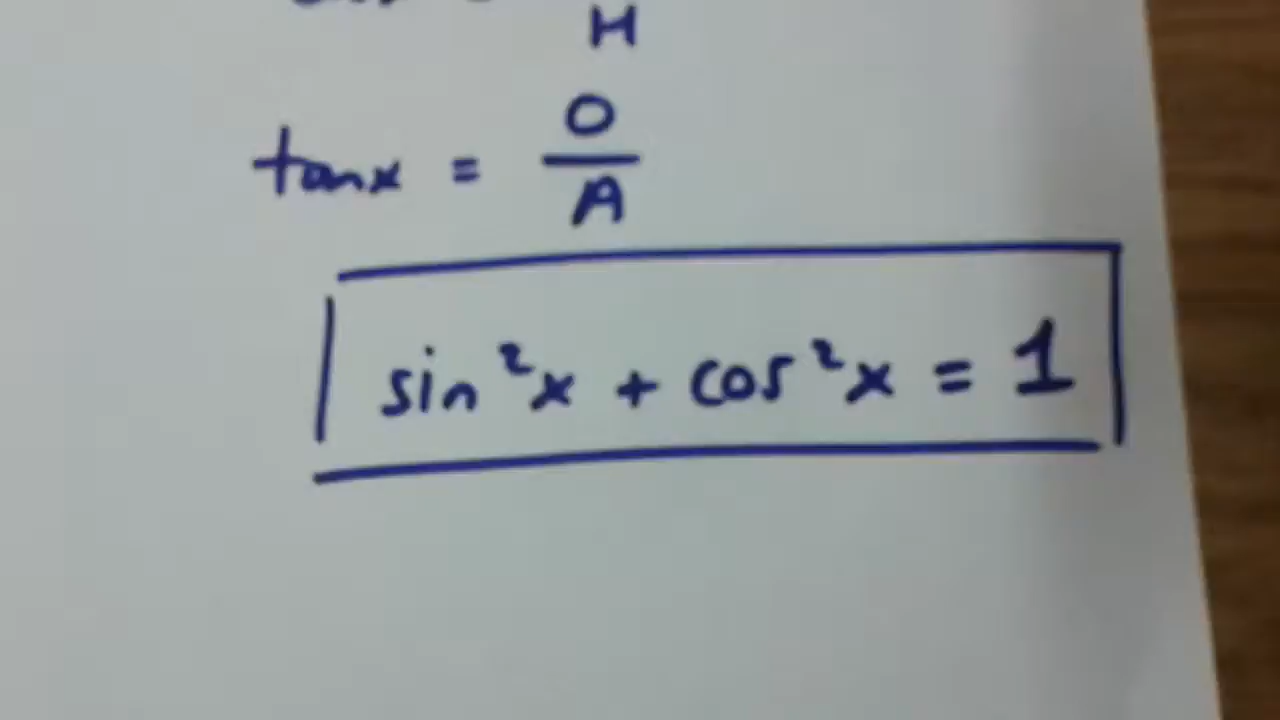 H
tanx = O/A
sin²x + cos²x = 1